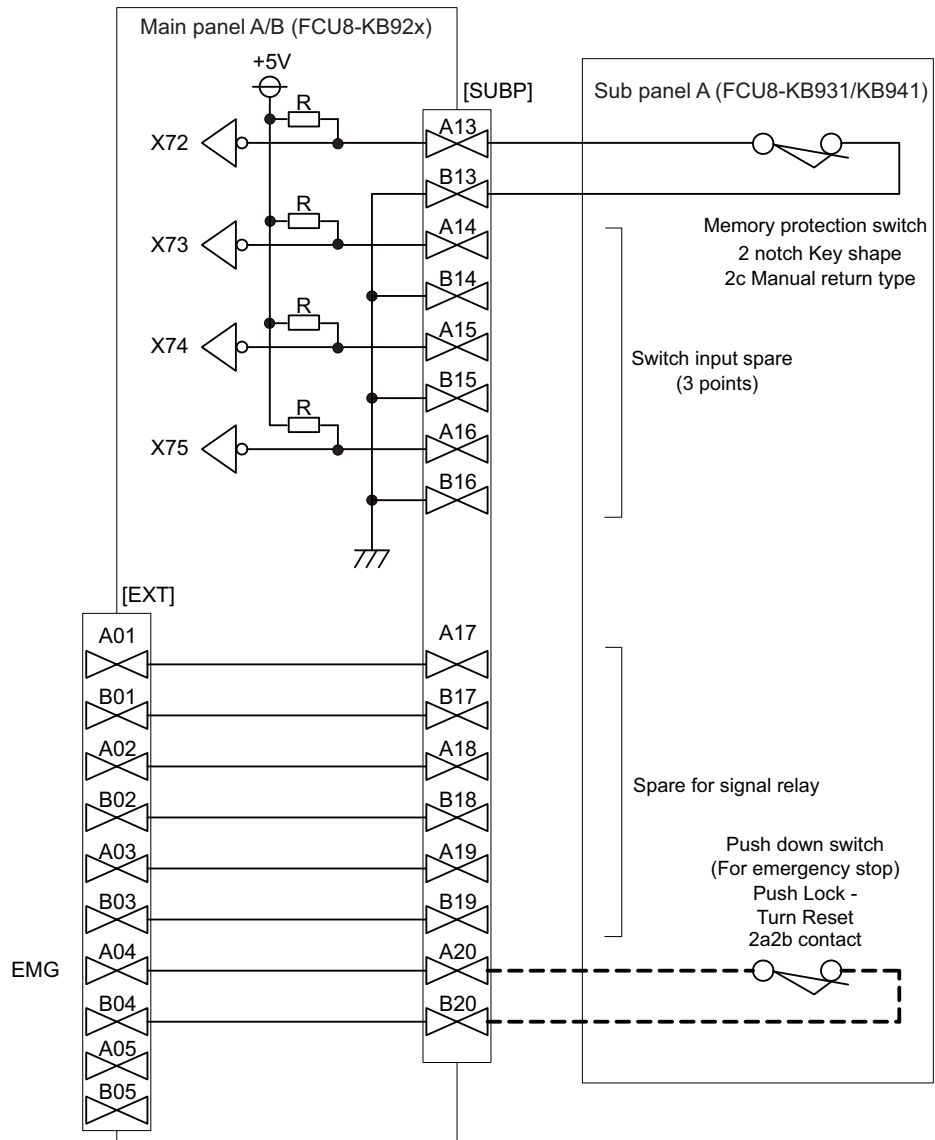 Main panel A/B (FCU8-KB92x)
+5V
[SUBP]
Sub panel A (FCU8-KB931/KB941)
R
X72
A13
B13
R
X73
A14
Memory protection switch
2 notch Key shape
2c Manual return type
B14
R
X74
A15
Switch input spare
(3 points)
B15
R
X75
A16
B16
[EXT]
A01
A17
B01
B17
A02
A18
Spare for signal relay
B02
B18
A03
A19
Push down switch
(For emergency stop)
Push Lock -
Turn Reset
2a2b contact
B03
B19
EMG
A04
A20
B04
B20
A05
B05